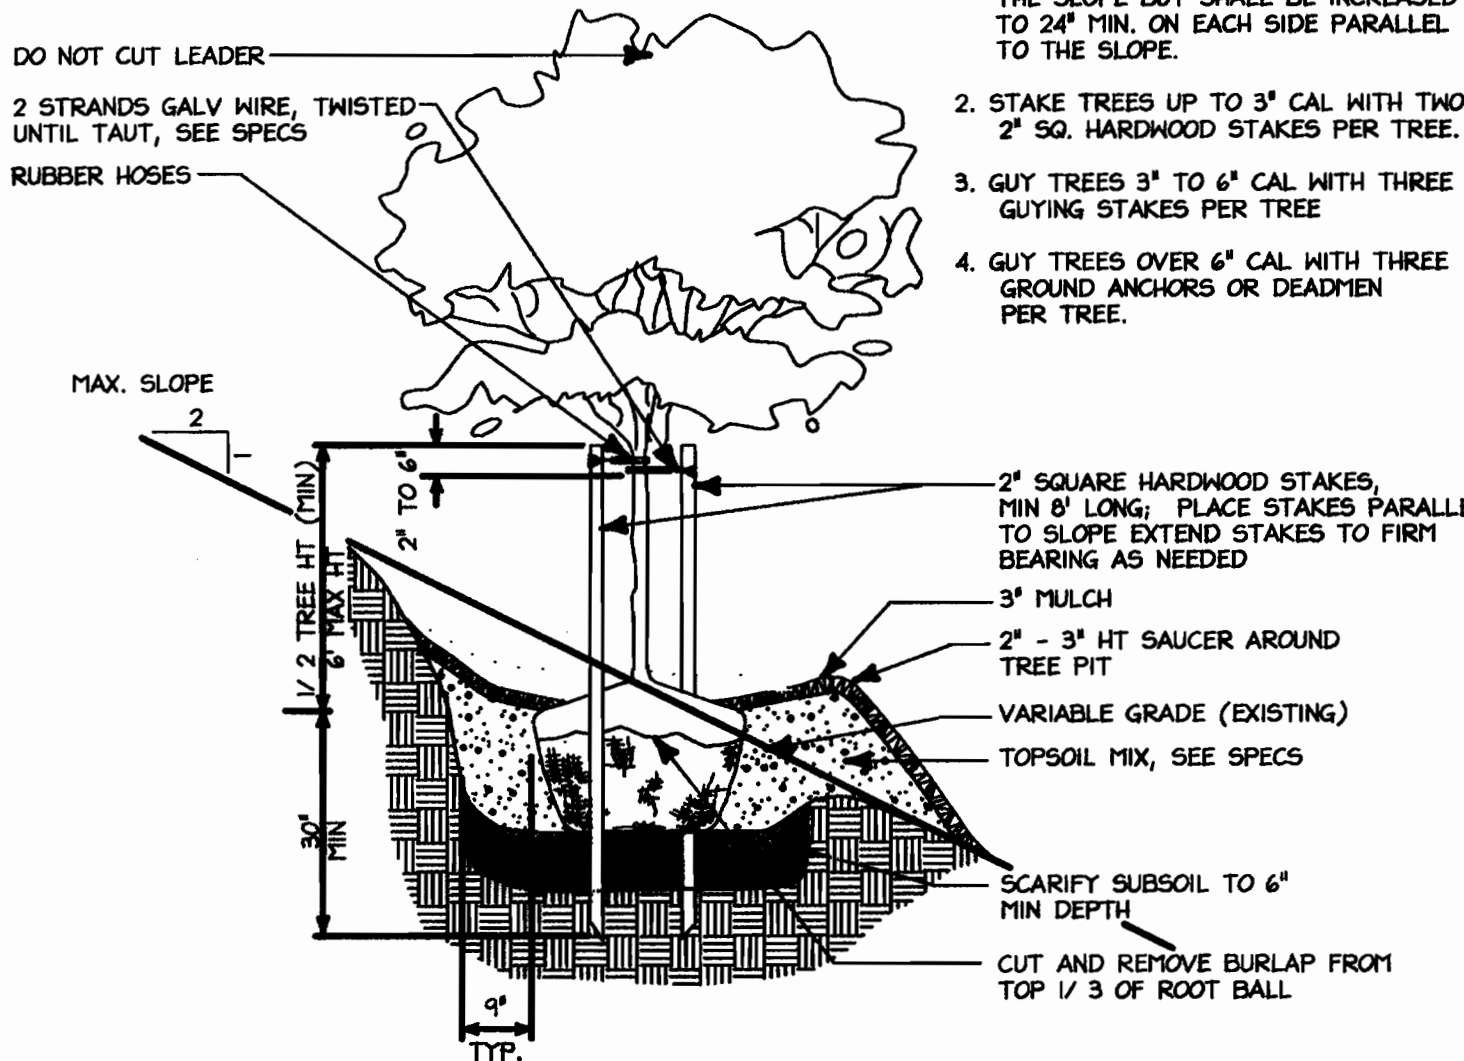 THE SLOPE BUT SHALL BE INCREASED
TO 24" MIN. ON EACH SIDE PARALLEL
TO THE SLOPE.
2. STAKE TREES UP TO 3" CAL WITH TWO
2" SQ. HARDWOOD STAKES PER TREE.
3. GUY TREES 3" TO 6" CAL WITH THREE
GUYING STAKES PER TREE
4. GUY TREES OVER 6" CAL WITH THREE
GROUND ANCHORS OR DEADMEN
PER TREE.
DO NOT CUT LEADER
2 STRANDS GALV WIRE, TWISTED
UNTIL TAUT, SEE SPECS
RUBBER HOSES
MAX. SLOPE
2
1
1/ 2 TREE HT (MIN)
6' MAX HT
2" TO 6"
30"
MIN
9"
TYP.
2" SQUARE HARDWOOD STAKES,
MIN 8' LONG; PLACE STAKES PARALLE
TO SLOPE EXTEND STAKES TO FIRM
BEARING AS NEEDED
3" MULCH
2" - 3" HT SAUCER AROUND
TREE PIT
VARIABLE GRADE (EXISTING)
TOPSOIL MIX, SEE SPECS
SCARIFY SUBSOIL TO 6"
MIN DEPTH
CUT AND REMOVE BURLAP FROM
TOP 1/ 3 OF ROOT BALL